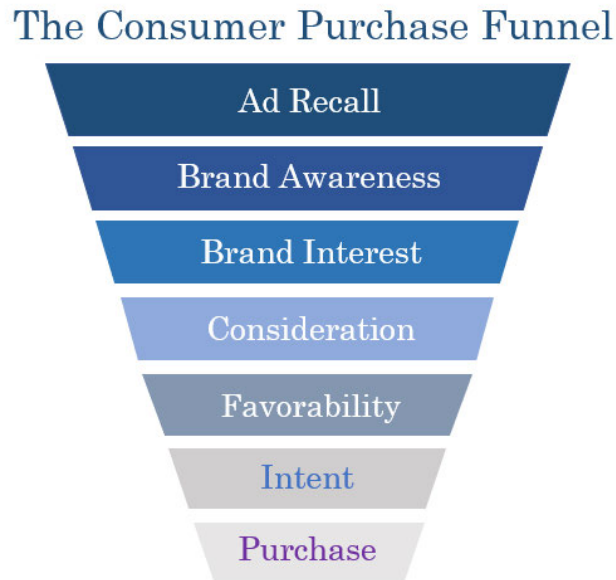 The Consumer Purchase Funnel
Ad Recall
Brand Awareness
Brand Interest
Consideration
Favorability
Intent
Purchase